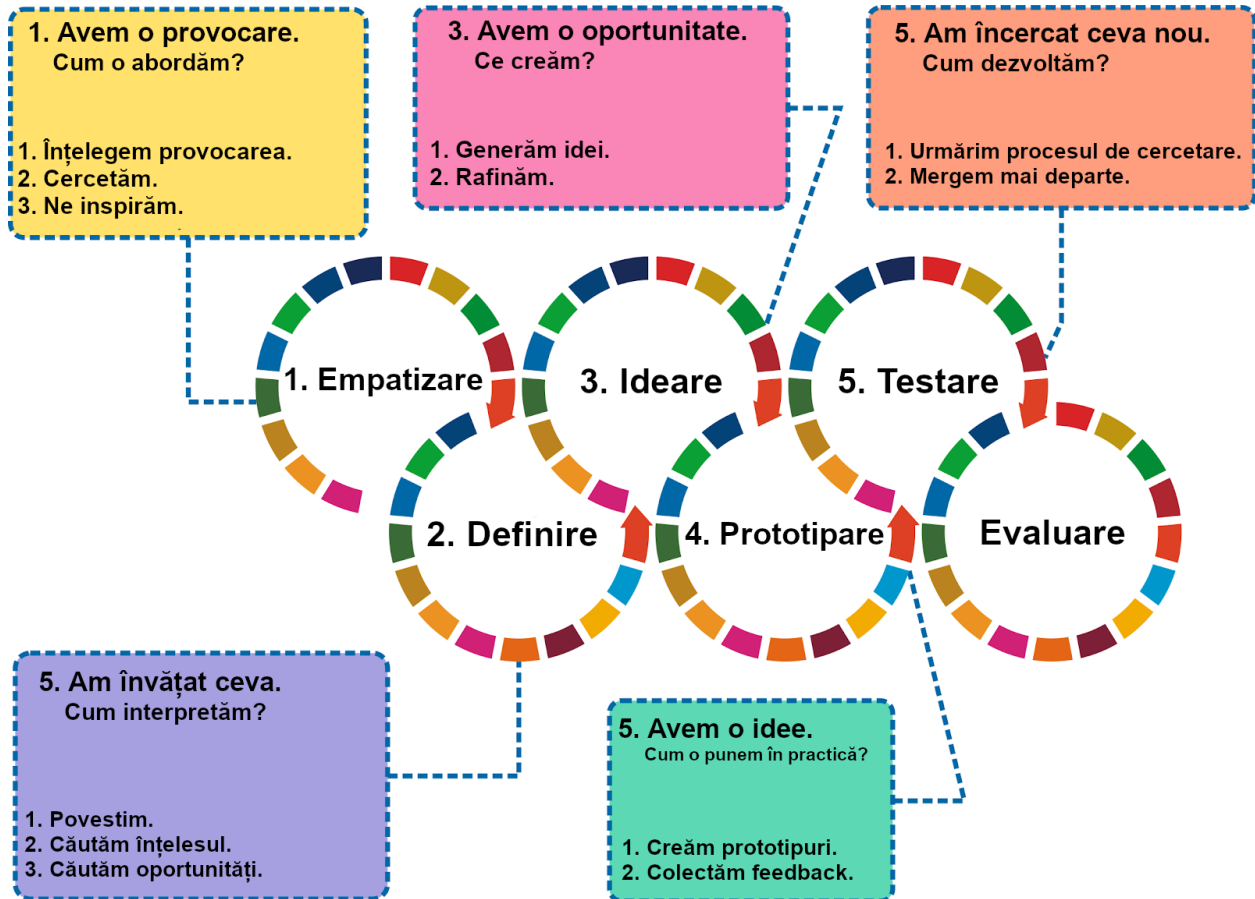 1. Avem o provocare.
Cum o abordăm?
1. Înțelegem provocarea.
2. Cercetăm.
3. Ne inspirăm.
3. Avem o oportunitate.
Ce creăm?
1. Generăm idei.
2. Rafinăm.
5. Am încercat ceva nou.
Cum dezvoltăm?
1. Urmărim procesul de cercetare.
2. Mergem mai departe.
1. Empatizare
3. Ideare
5. Testare
2. Definire
4. Prototipare
Evaluare
5. Am învățat ceva.
Cum interpretăm?
1. Povestim.
2. Căutăm înțelesul.
3. Căutăm oportunități.
5. Avem o idee.
Cum o punem în practică?
1. Creăm prototipuri.
2. Colectăm feedback.